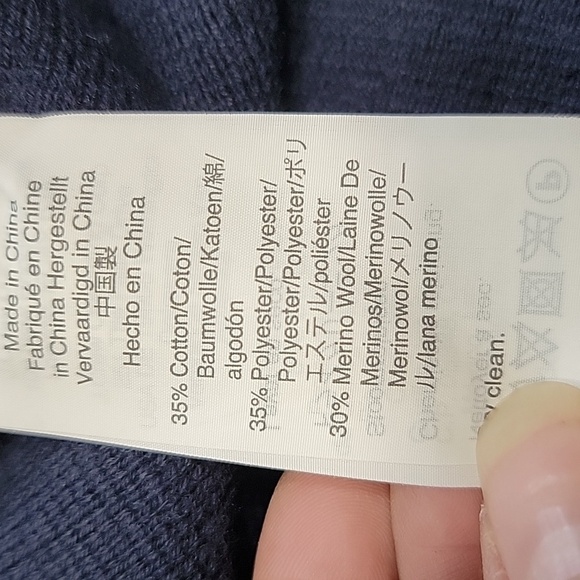 Made in China
Fabriqué en Chine
in China Hergestellt
Vervaardigd in China
中国製
Hecho en China
35% Cotton/Coton/
Baumwolle/Katoen/綿/
algodón
35% Polyester/Polyester/
Polyester/Polyester/ポリ
エステル/poliéster
30% Merino Wool/Laine De
Merinos/Merinowolle/
Merinowol/メリノウー
ル/lana merino
clean.